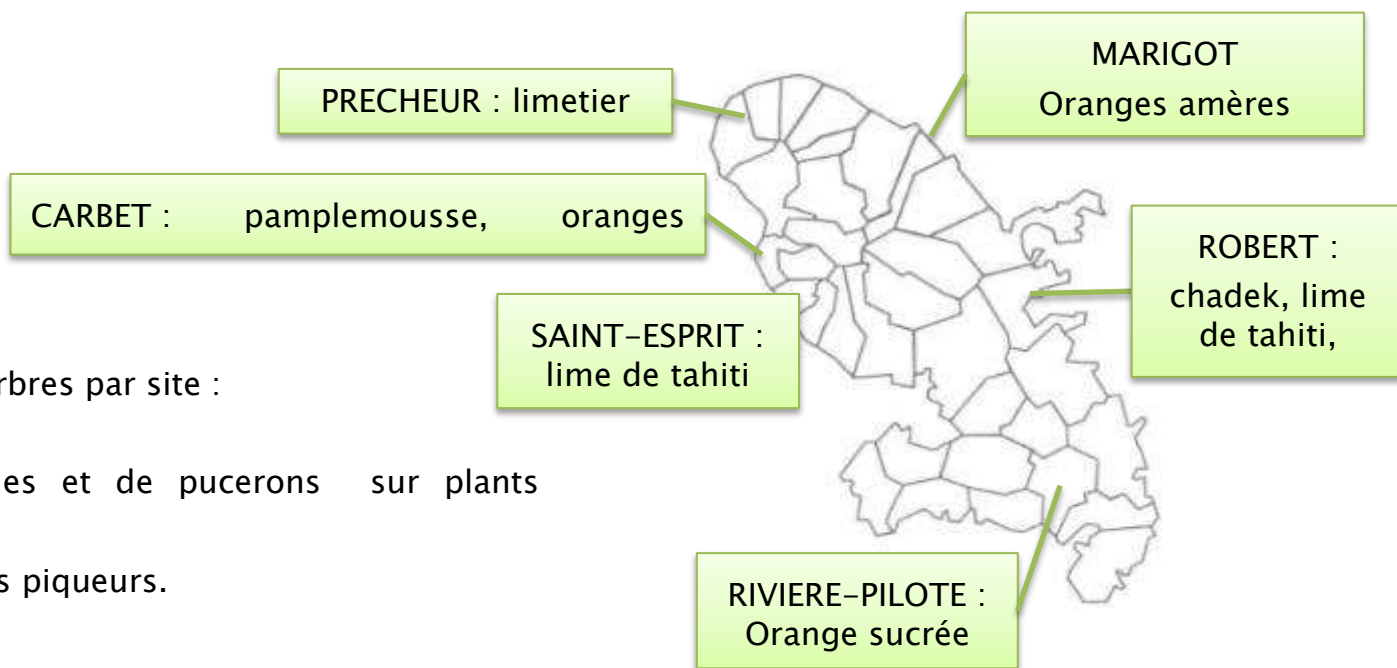 MARIGOT
Oranges amères
PRECHEUR : limetier
CARBET : pamplemousse, oranges
ROBERT :
chadek, lime
de tahiti,
SAINT-ESPRIT :
lime de tahiti
rbres par site :
es et de pucerons sur plants
s piqueurs.
RIVIERE-PILOTE :
Orange sucrée